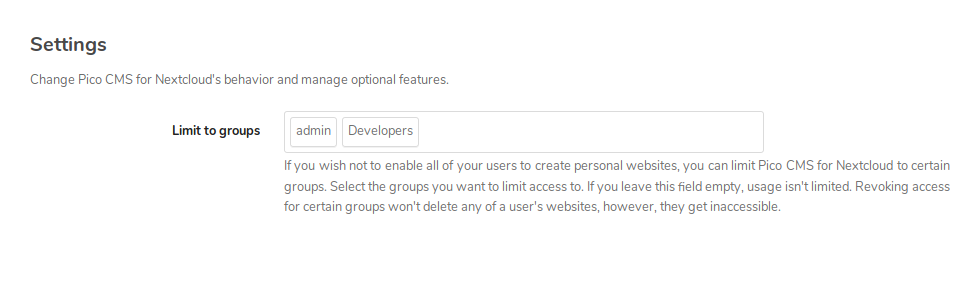 Settings
Change Pico CMS for Nextcloud's behavior and manage optional features.
Limit to groups
admin Developers
If you wish not to enable all of your users to create personal websites, you can limit Pico CMS for Nextcloud to certain
groups. Select the groups you want to limit access to. If you leave this field empty, usage isn't limited. Revoking access
for certain groups won't delete any of a user's websites, however, they get inaccessible.